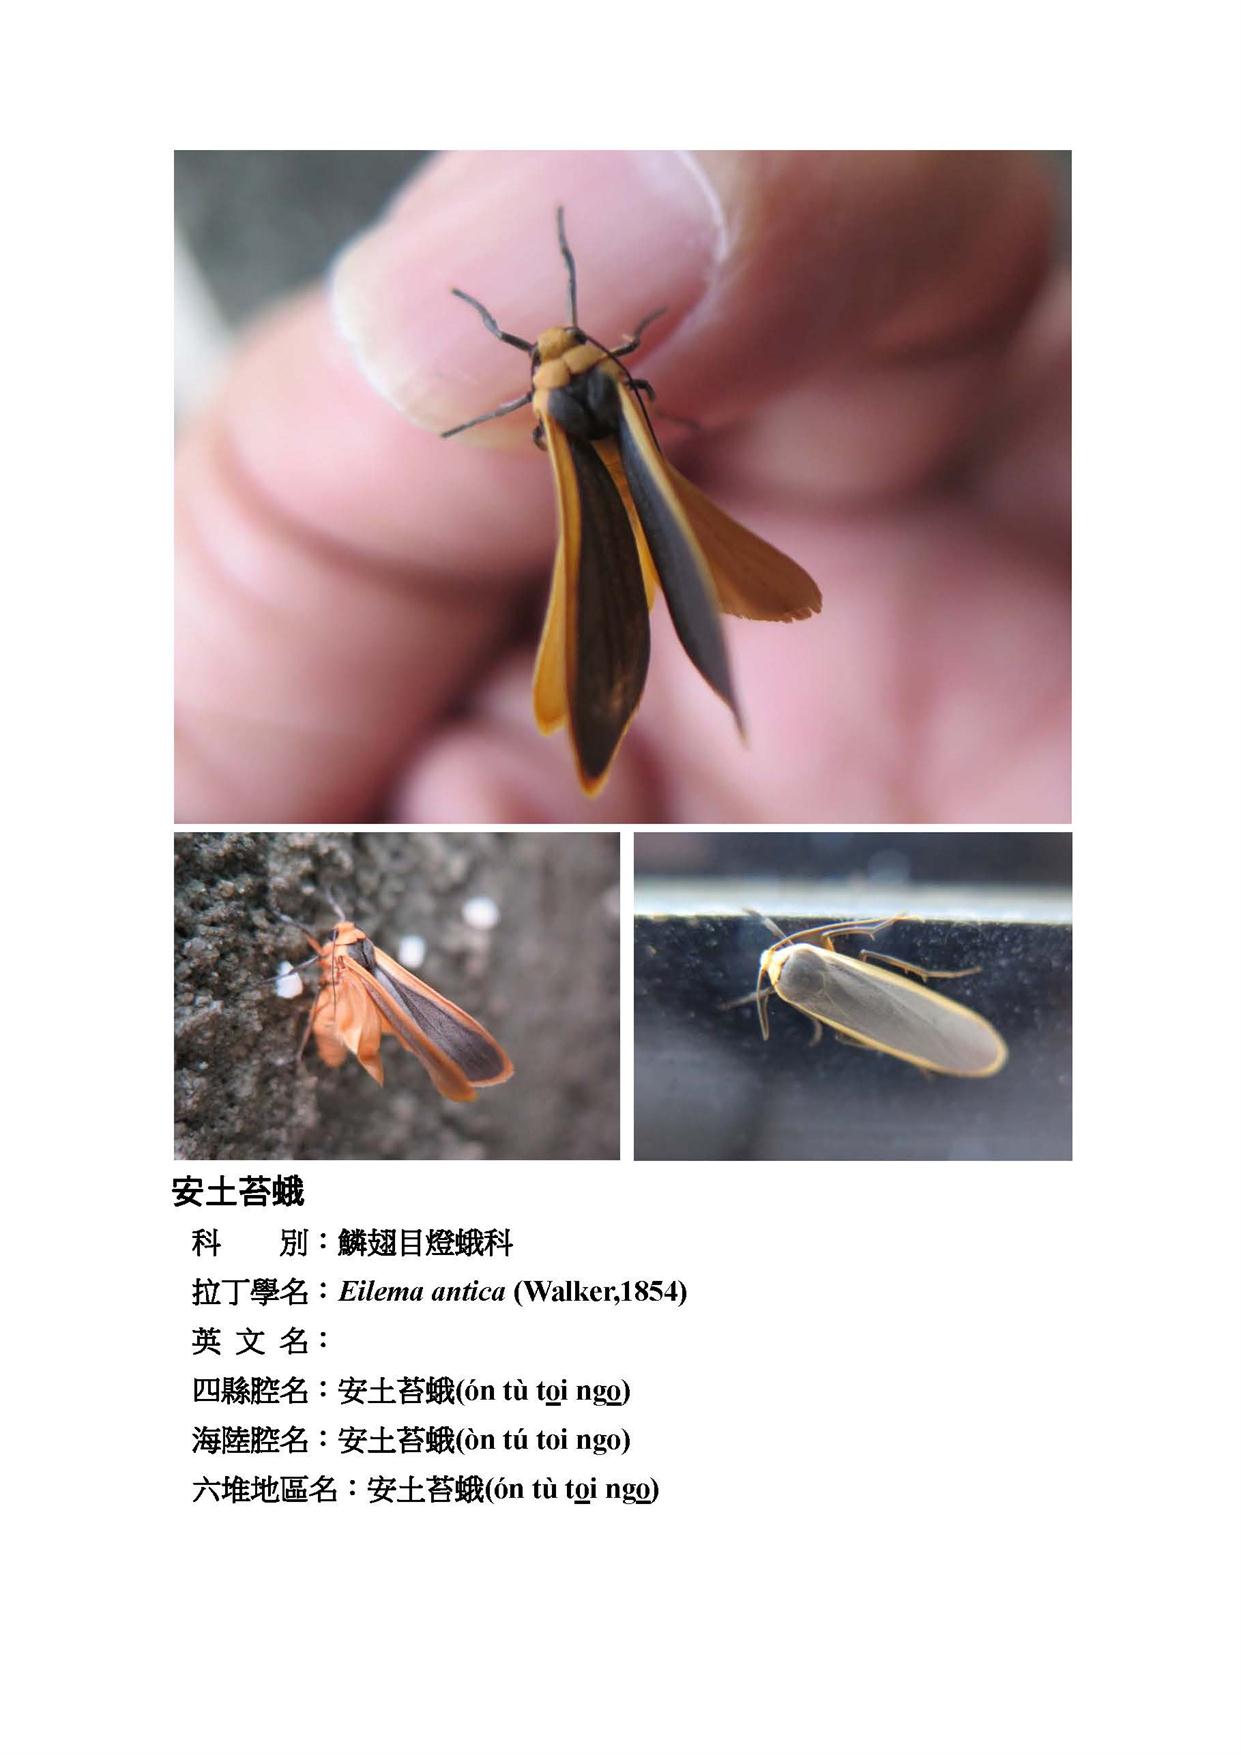 安土苔蛾
科　　別：鱗翅目燈蛾科
拉丁學名：Eilema antica (Walker,1854)
英 文 名：
四縣腔名：安土苔蛾(ón tù to̲i ngo̲)
海陸腔名：安土苔蛾(òn tú toi ngo)
六堆地區名：安土苔蛾(ón tù to̲i ngo̲)